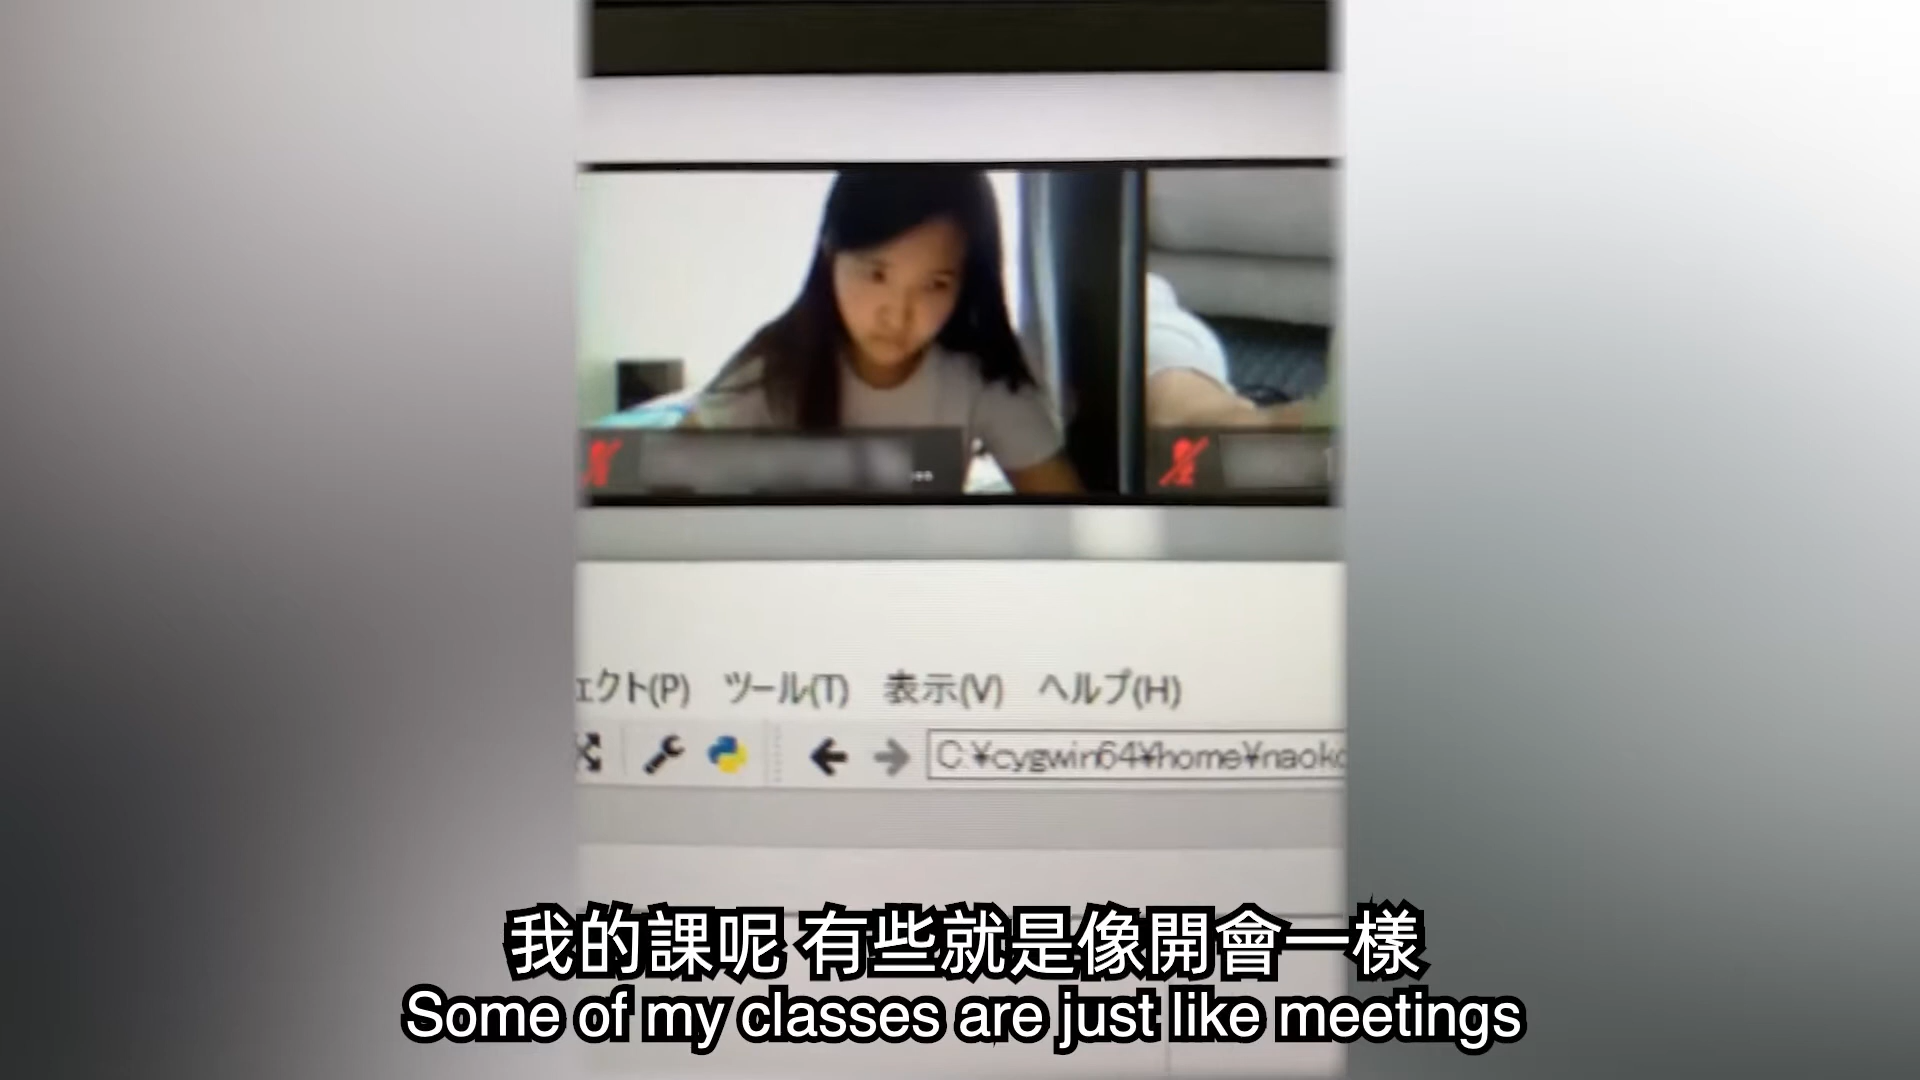 ェクト(P) ツール(T) 表示(V) ヘルプ(H)
C:¥cygwin64¥home¥naoko
我的課呢 有些就是像開會一樣
Some of my classes are just like meetings